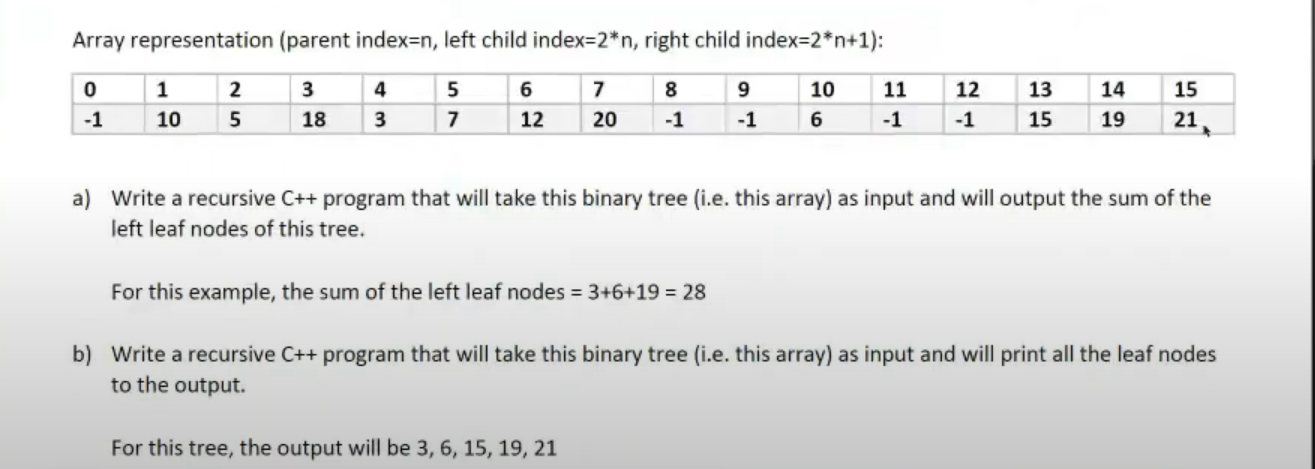 Array representation (parent index=n, left child index=2*n, right child index=2*n+1):
0 1 2 3 4 5 6 7 8 9 10 11 12 13 14 15
-1 10 5 18 3 7 12 20 -1 -1 6 -1 -1 15 19 21
a) Write a recursive C++ program that will take this binary tree (i.e. this array) as input and will output the sum of the
left leaf nodes of this tree.
For this example, the sum of the left leaf nodes = 3+6+19 = 28
b) Write a recursive C++ program that will take this binary tree (i.e. this array) as input and will print all the leaf nodes
to the output.
For this tree, the output will be 3, 6, 15, 19, 21